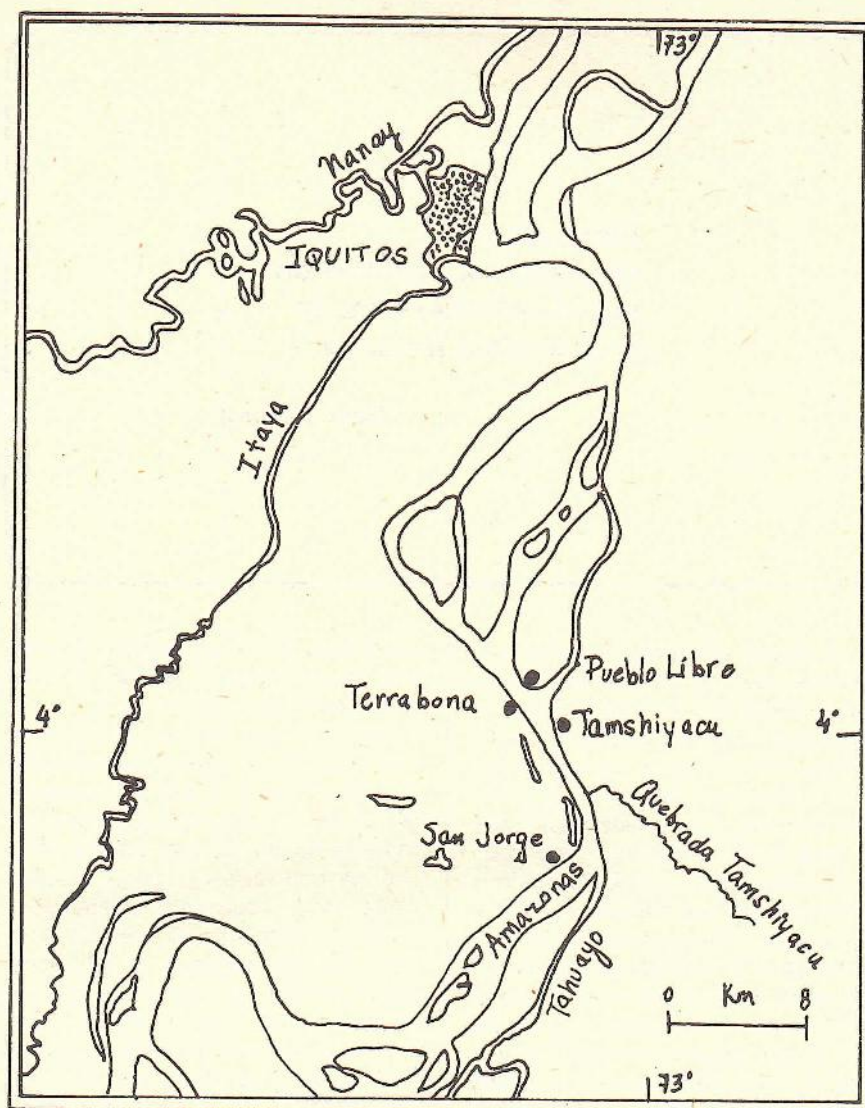 73°
Nanay
IQUITOS
Itaya
Pueblo Libre
Terrabona
4°
Tamshiyacu
4°
Quebrada Tamshiyacu
San Jorge
Amazonas
Tahuayo
0 Km 8
73°